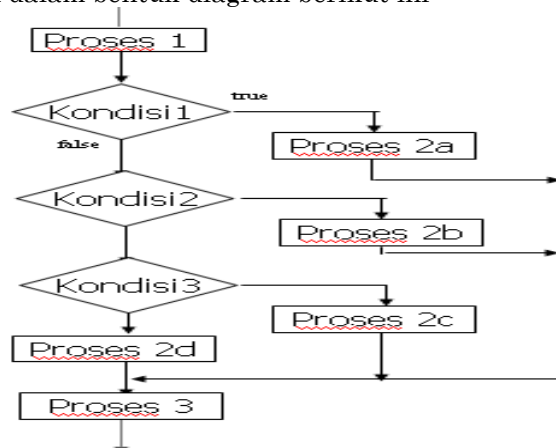 dalam bentuk diagram berikut ini
Proses 1
true
Kondisi1
false
Proses 2a
Kondisi2
Proses 2b
Kondisi3
Proses 2c
Proses 2d
Proses 3